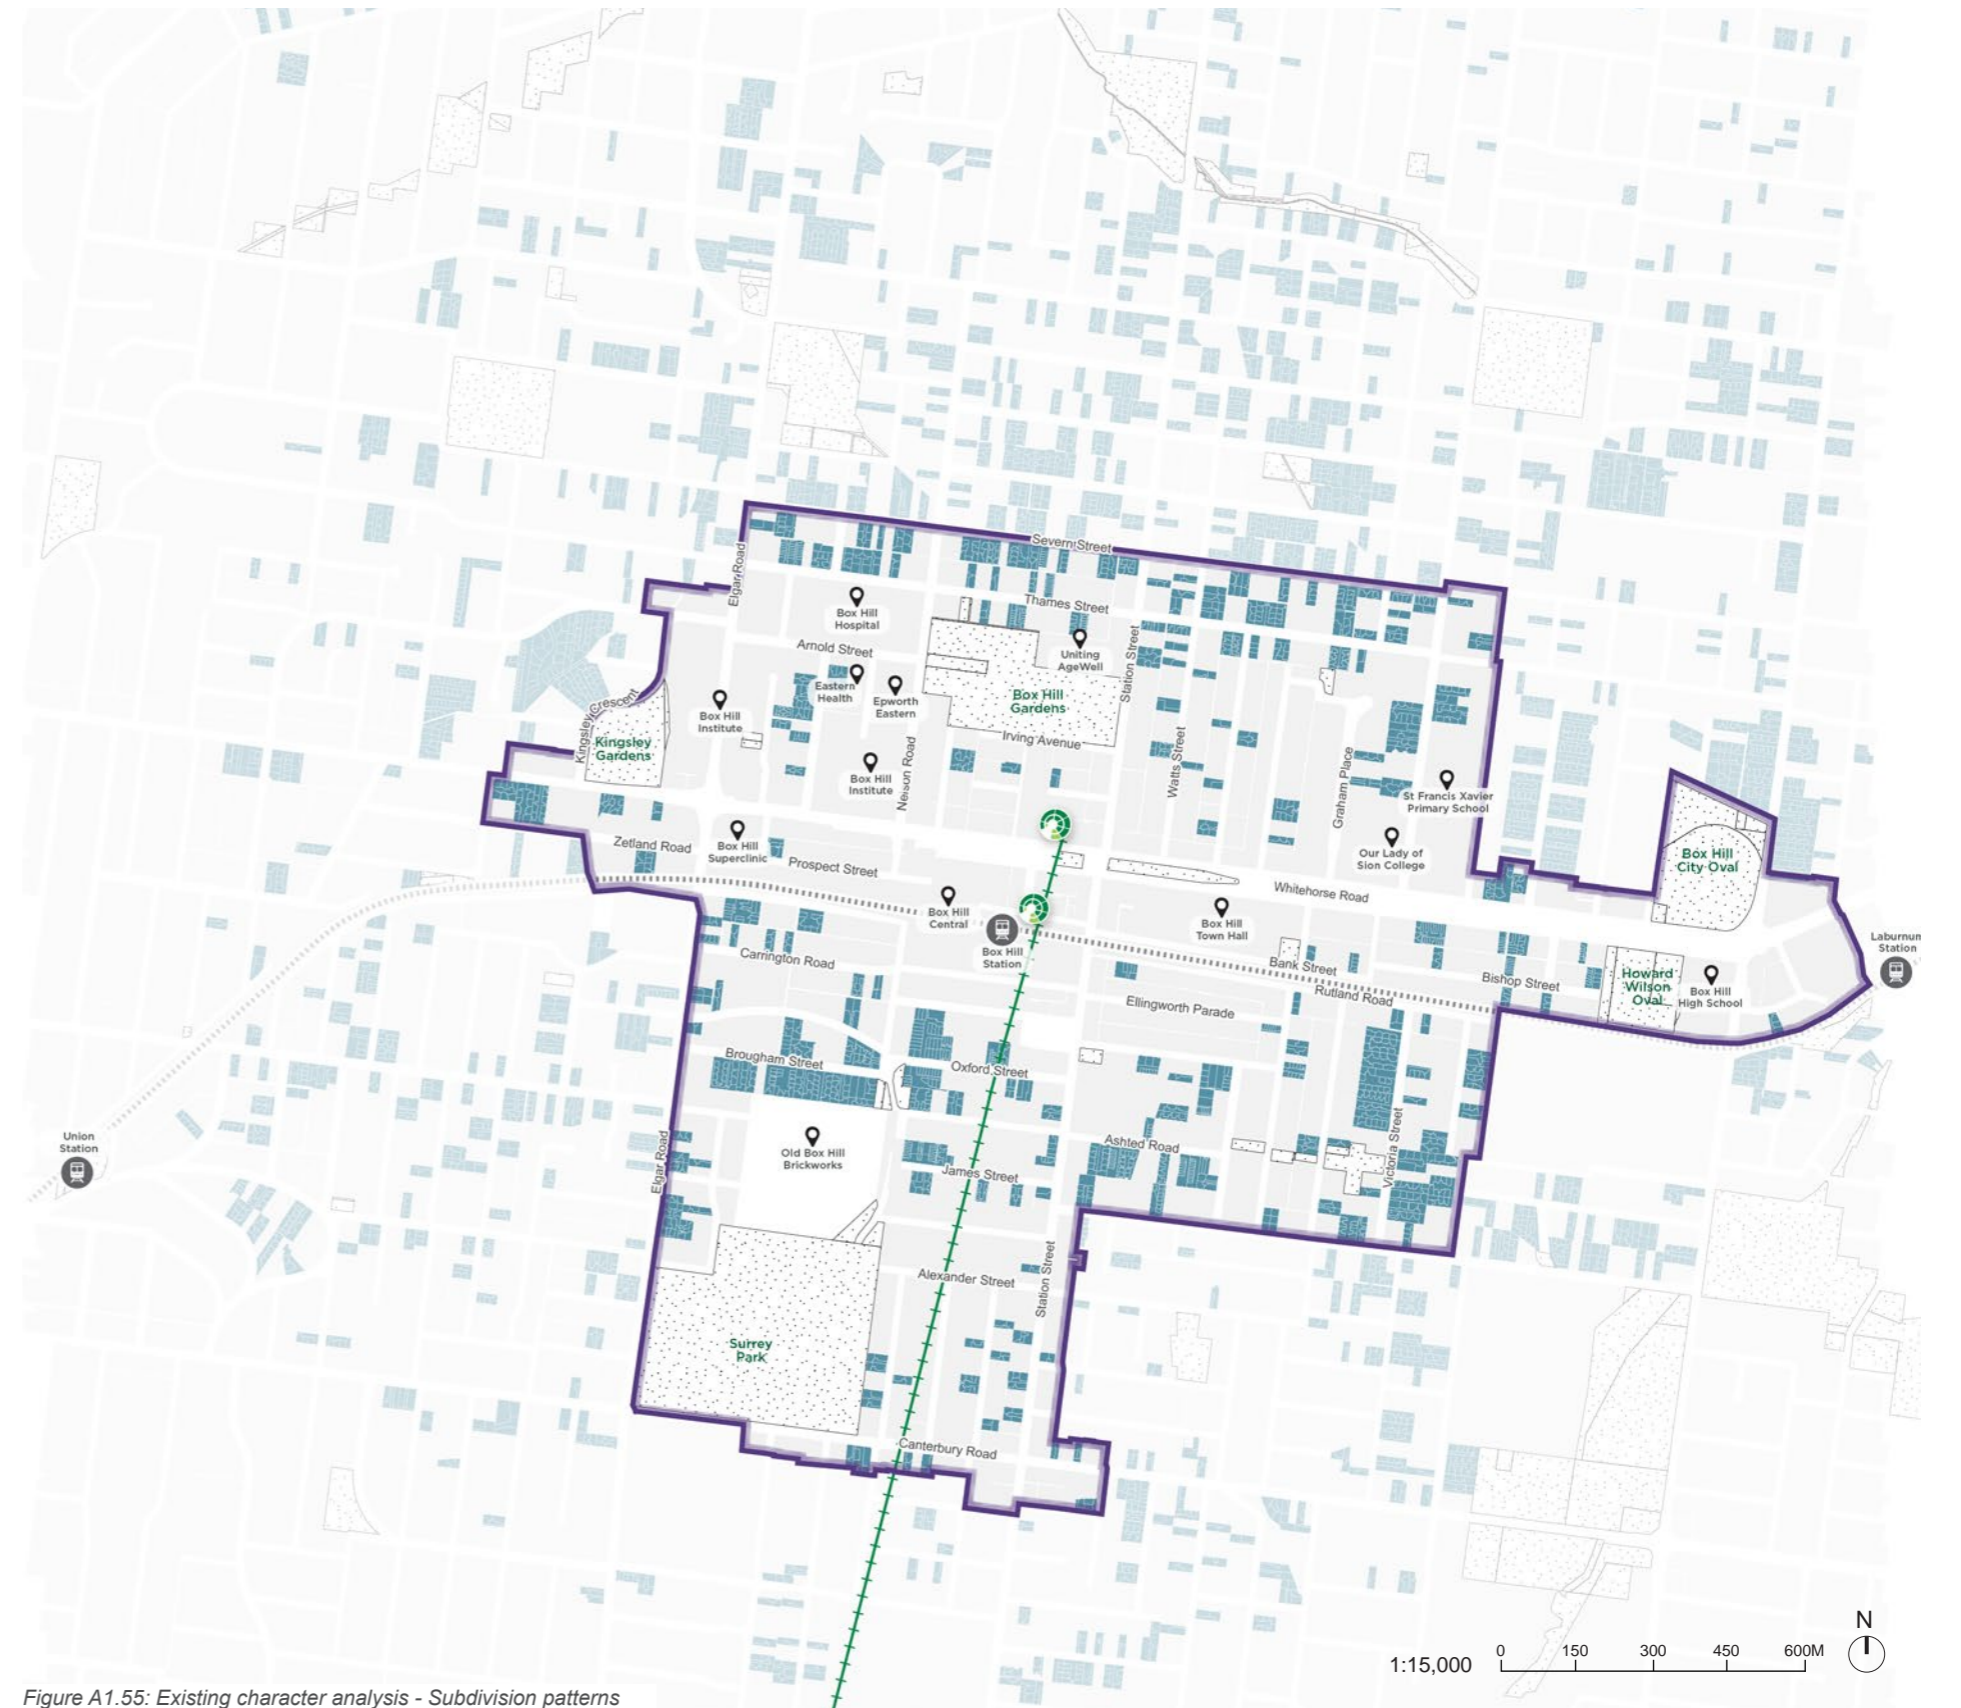 Severn Street
Elgar Road
Thames Street
Box Hill
Hospital
Arnold Street
Uniting
AgeWell
Station Street
Eastern
Health
Epworth
Eastern
Box Hill
Gardens
Kingsley Crescent
Box Hill
Institute
Kingsley
Gardens
Irving Avenue
Watts Street
Nelson Road
Box Hill
Institute
Graham Place
St Francis Xavier
Primary School
Zetland Road
Box Hill
Superclinic
Prospect Street
Our Lady of
Sion College
Box Hill
City Oval
Whitehorse Road
Box Hill
Central
Box Hill
Town Hall
Box Hill
Station
Laburnum
Station
Carrington Road
Bank Street
Rutland Road
Bishop Street
Howard
Wilson
Oval
Box Hill
High School
Ellingworth Parade
Brougham Street
Oxford Street
Union
Station
Elgar Road
Old Box Hill
Brickworks
Ashted Road
Victoria Street
James Street
Alexander Street
Station Street
Surrey
Park
Canterbury Road
N
1:15,000
0 150 300 450 600M
Figure A1.55: Existing character analysis - Subdivision patterns